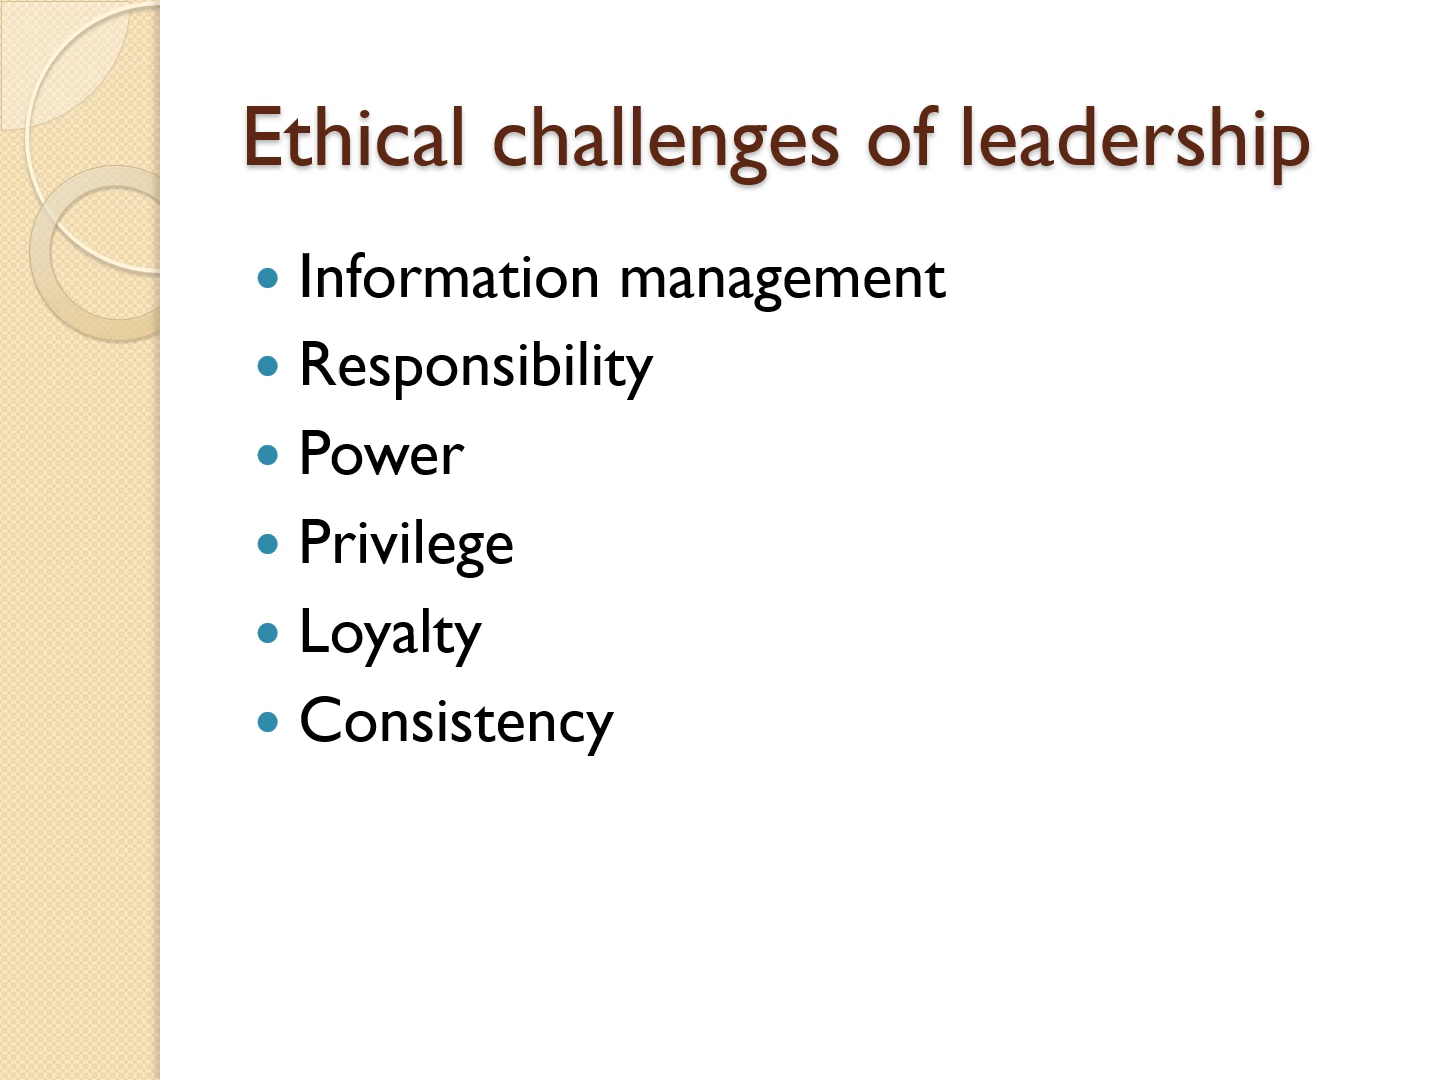 Ethical challenges of leadership
• Information management
• Responsibility
• Power
• Privilege
• Loyalty
• Consistency